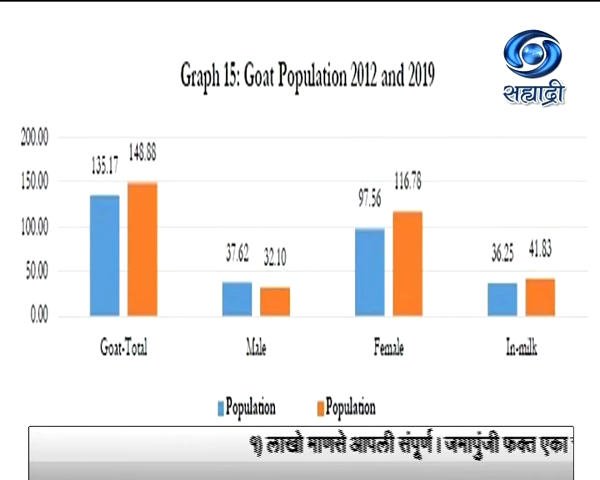 सह्याद्री
Graph 15: Goat Population 2012 and 2019
200.00
150.00
100.00
50.00
0.00
135.17 148.88
37.62 32.10
97.56 116.78
36.25 41.83
Goat-Total Male Female In-milk
Population Population
१) लाखो माणसे आपली संपूर्ण । जमापुंजी फक्त एका